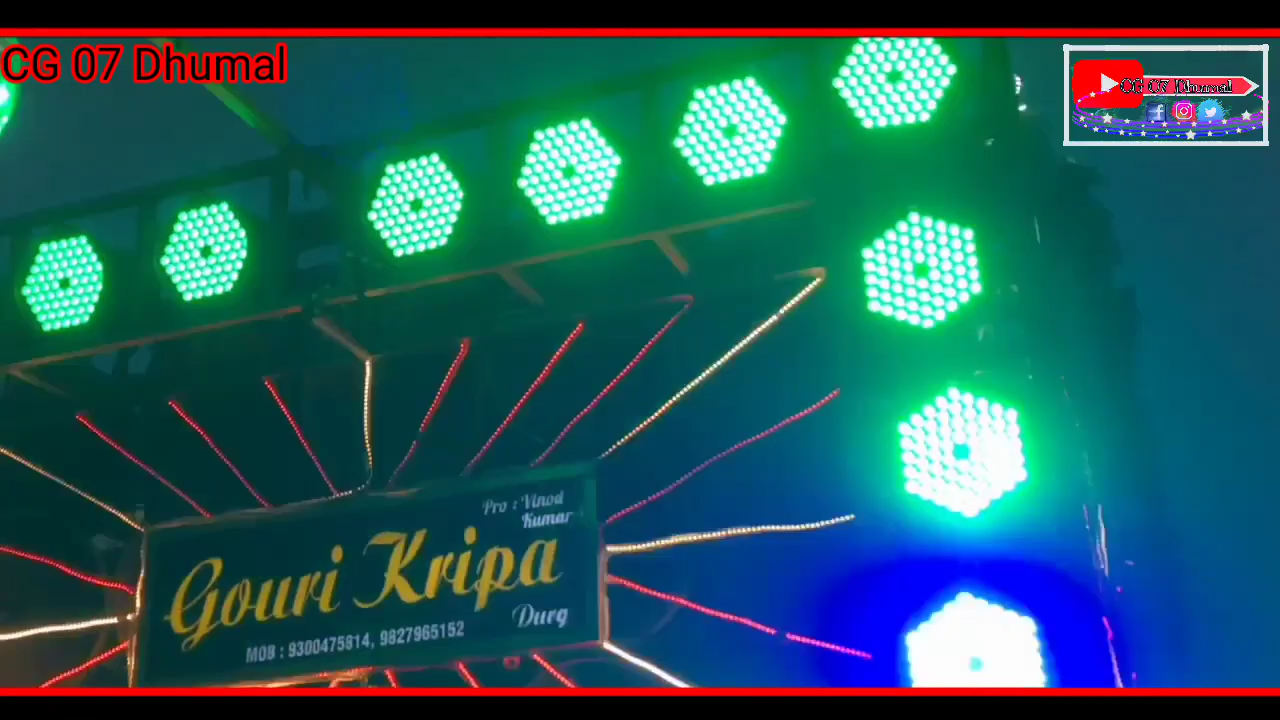 CG 07 Dhumal
CG 07 Dhumal
Pro : Vinod
Kumar
Gouri Kripa
Durg
MOB : 9300475814, 9827965152